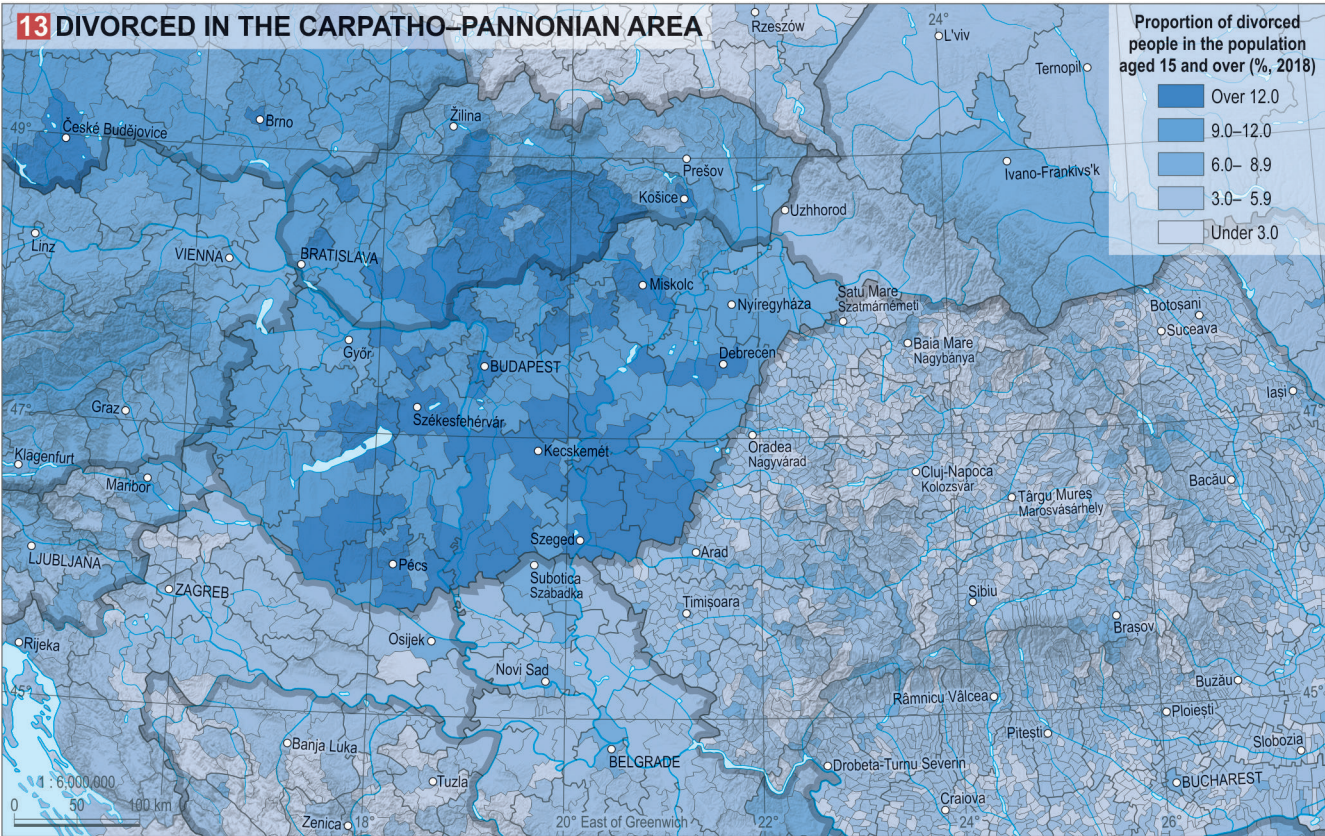 13 DIVORCED IN THE CARPATHO–PANNONIAN AREA
Proportion of divorced
people in the population
aged 15 and over (%, 2018)
Over 12.0
9.0–12.0
6.0– 8.9
3.0– 5.9
Under 3.0
24°
Rzeszów
L'viv
Ternopil
49°
České Budějovice
Brno
Žilina
Prešov
Ivano-Frankivs'k
Košice
Uzhhorod
Linz
VIENNA
BRATISLAVA
Miskolc
Nyíregyháza
Satu Mare
Szatmárnémeti
Botoșani
Suceava
Győr
Baia Mare
Nagybánya
BUDAPEST
Debrecen
Iasi
47°
Graz
Székesfehérvár
47°
Klagenfurt
Kecskemét
Oradea
Nagyvárad
Maribor
Cluj-Napoca
Kolozsvár
Bacău
Târgu Mureș
Marosvásárhely
LJUBLJANA
Szeged
Arad
Pécs
Subotica
Szabadka
ZAGREB
Timișoara
Sibiu
Brașov
Rijeka
Osijek
Novi Sad
45°
Buzău
45°
Râmnicu Vâlcea
Ploiești
Pitesti
Banja Luka
BELGRADE
Slobozia
Drobeta-Turnu Severin
Tuzla
BUCHAREST
1 : 6,000,000
0 50 100 km
Craiova
Zenica
18°
20° East of Greenwich
22°
24°
26°